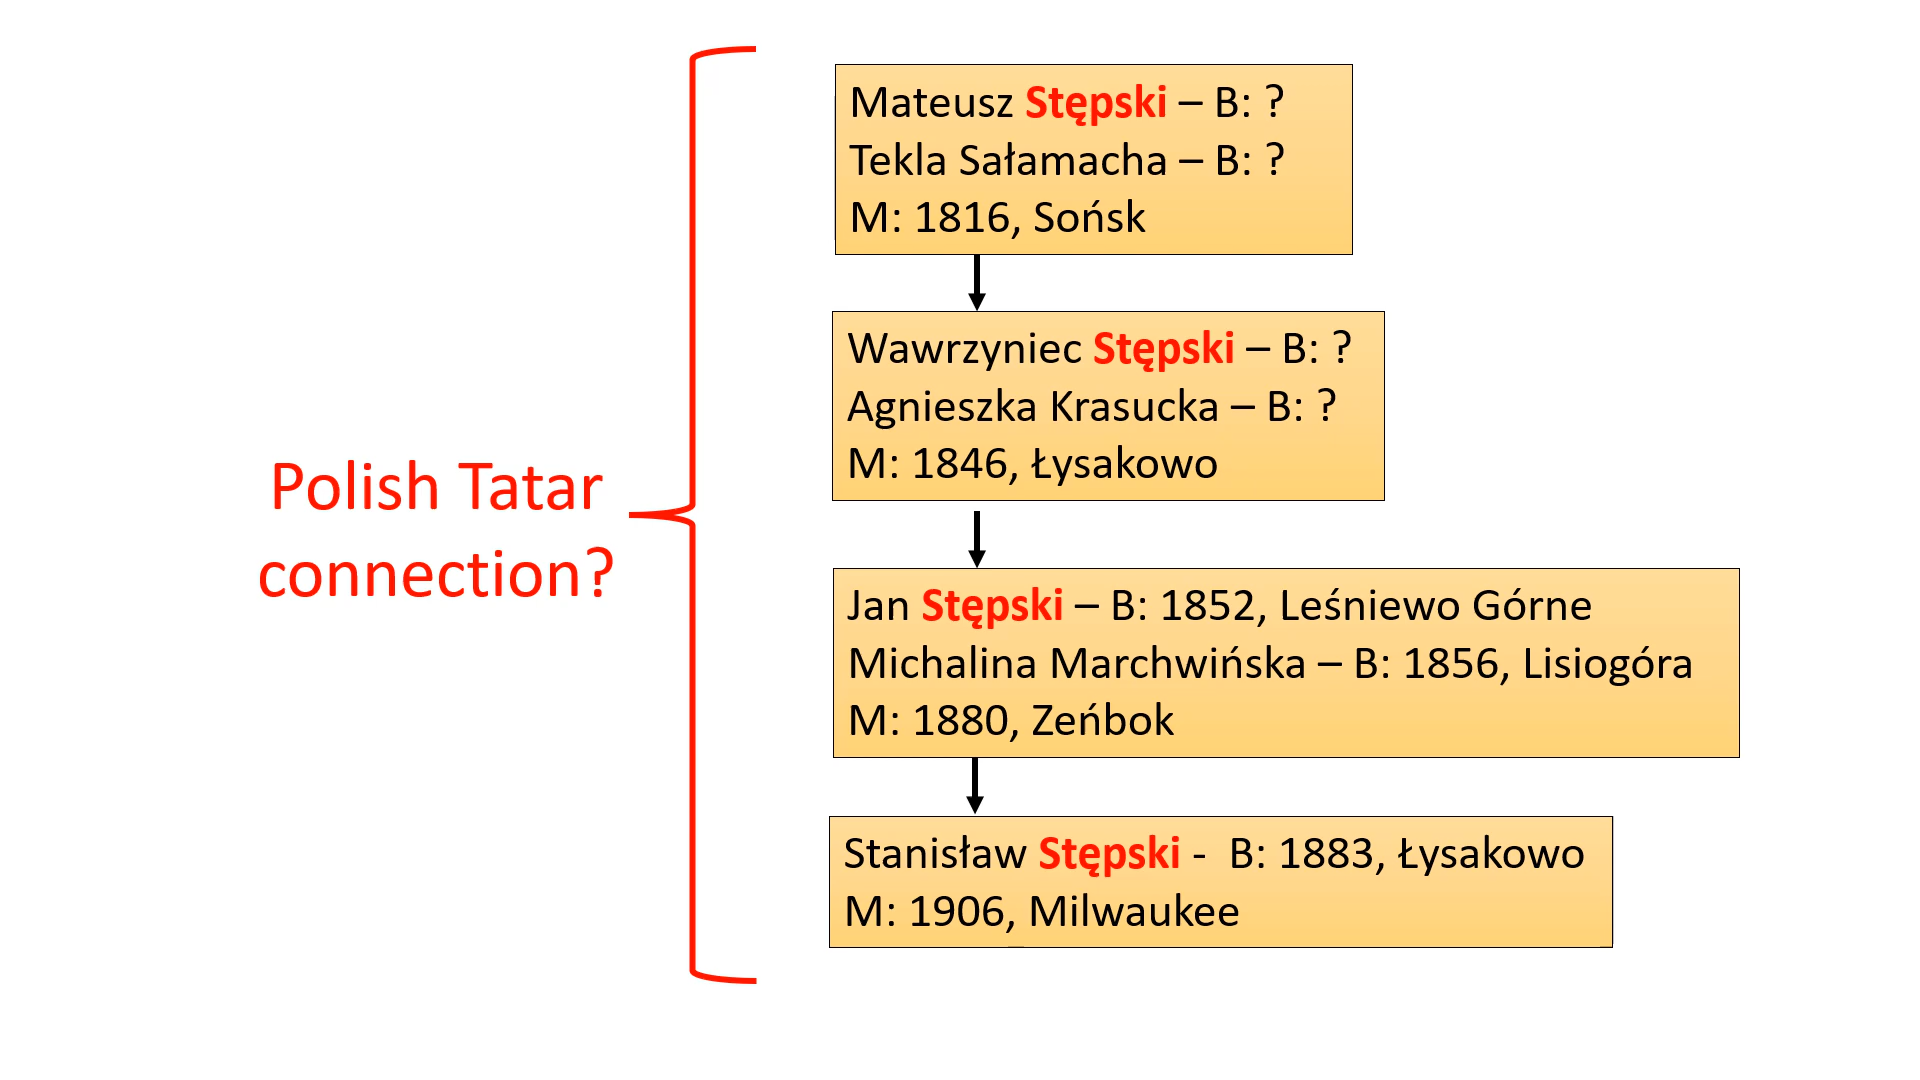 Polish Tatar
connection?
Mateusz Stępski – B: ?
Tekla Sałamacha – B: ?
M: 1816, Sońsk
Wawrzyniec Stępski – B: ?
Agnieszka Krasucka – B: ?
M: 1846, Łysakowo
Jan Stępski – B: 1852, Leśniewo Górne
Michalina Marchwińska – B: 1856, Lisiogóra
M: 1880, Zeńbok
Stanisław Stępski - B: 1883, Łysakowo
M: 1906, Milwaukee